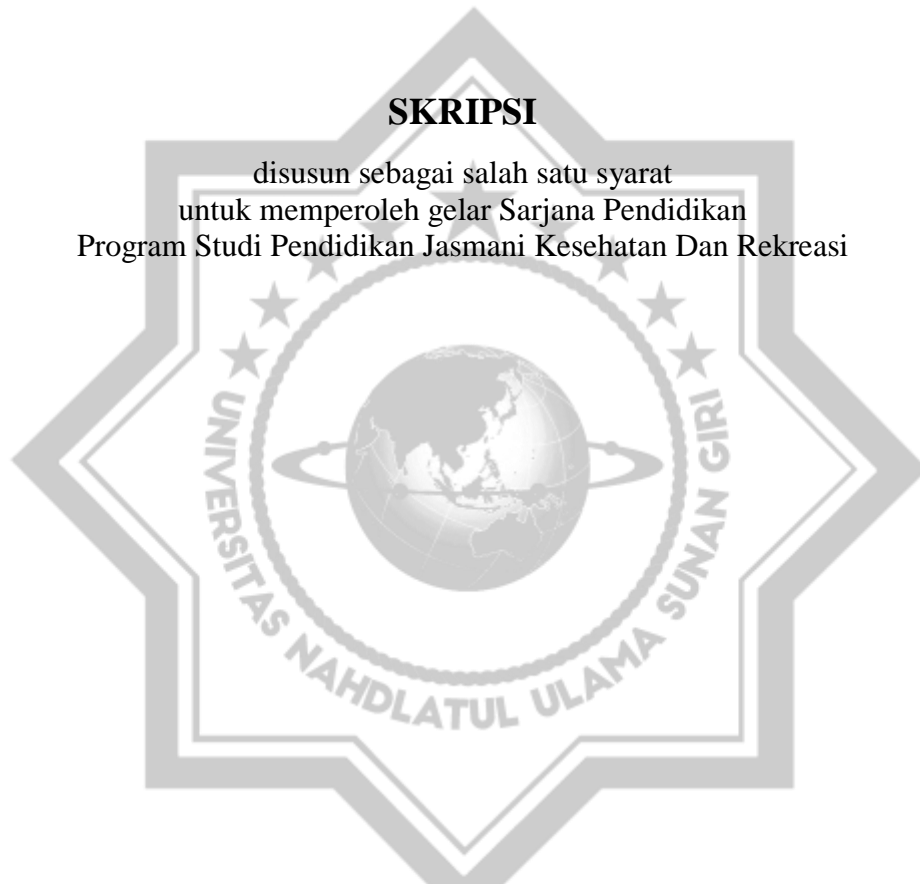 SKRIPSI
disusun sebagai salah satu syarat
untuk memperoleh gelar Sarjana Pendidikan
Program Studi Pendidikan Jasmani Kesehatan Dan Rekreasi
UNIVERSITAS NAHDLATUL ULAMA SUNAN GIRI